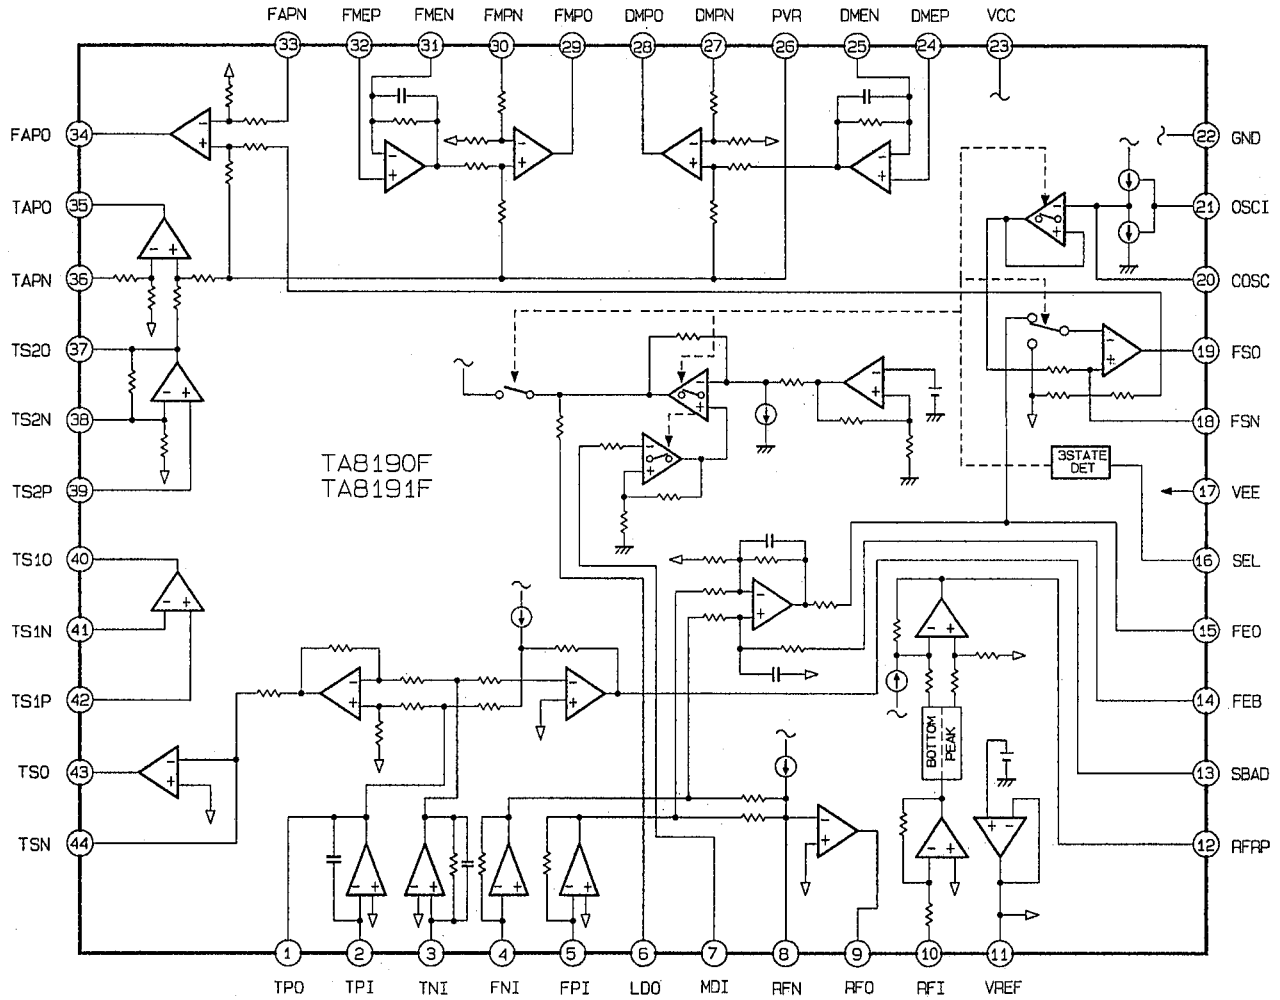 FAPN FMEP FMEN FMPN FMPO DMPO DMPN PVR DMEN DMEP VCC
33 32 31 30 29 28 27 26 25 24 23
FAPO 34
22 GND
TAPO 35
21 OSCI
TAPN 36
20 COSC
TS2O 37
19 FSO
TS2N 38
18 FSN
TA8190F
TA8191F
3STATE
DET
TS2P 39
17 VEE
TS1O 40
16 SEL
TS1N 41
15 FEO
TS1P 42
14 FEB
BOTTOM
PEAK
TSO 43
13 SBAD
TSN 44
12 RFRP
1 2 3 4 5 6 7 8 9 10 11
TPO TPI TNI FNI FPI LDO MDI RFN RFO RFI VREF